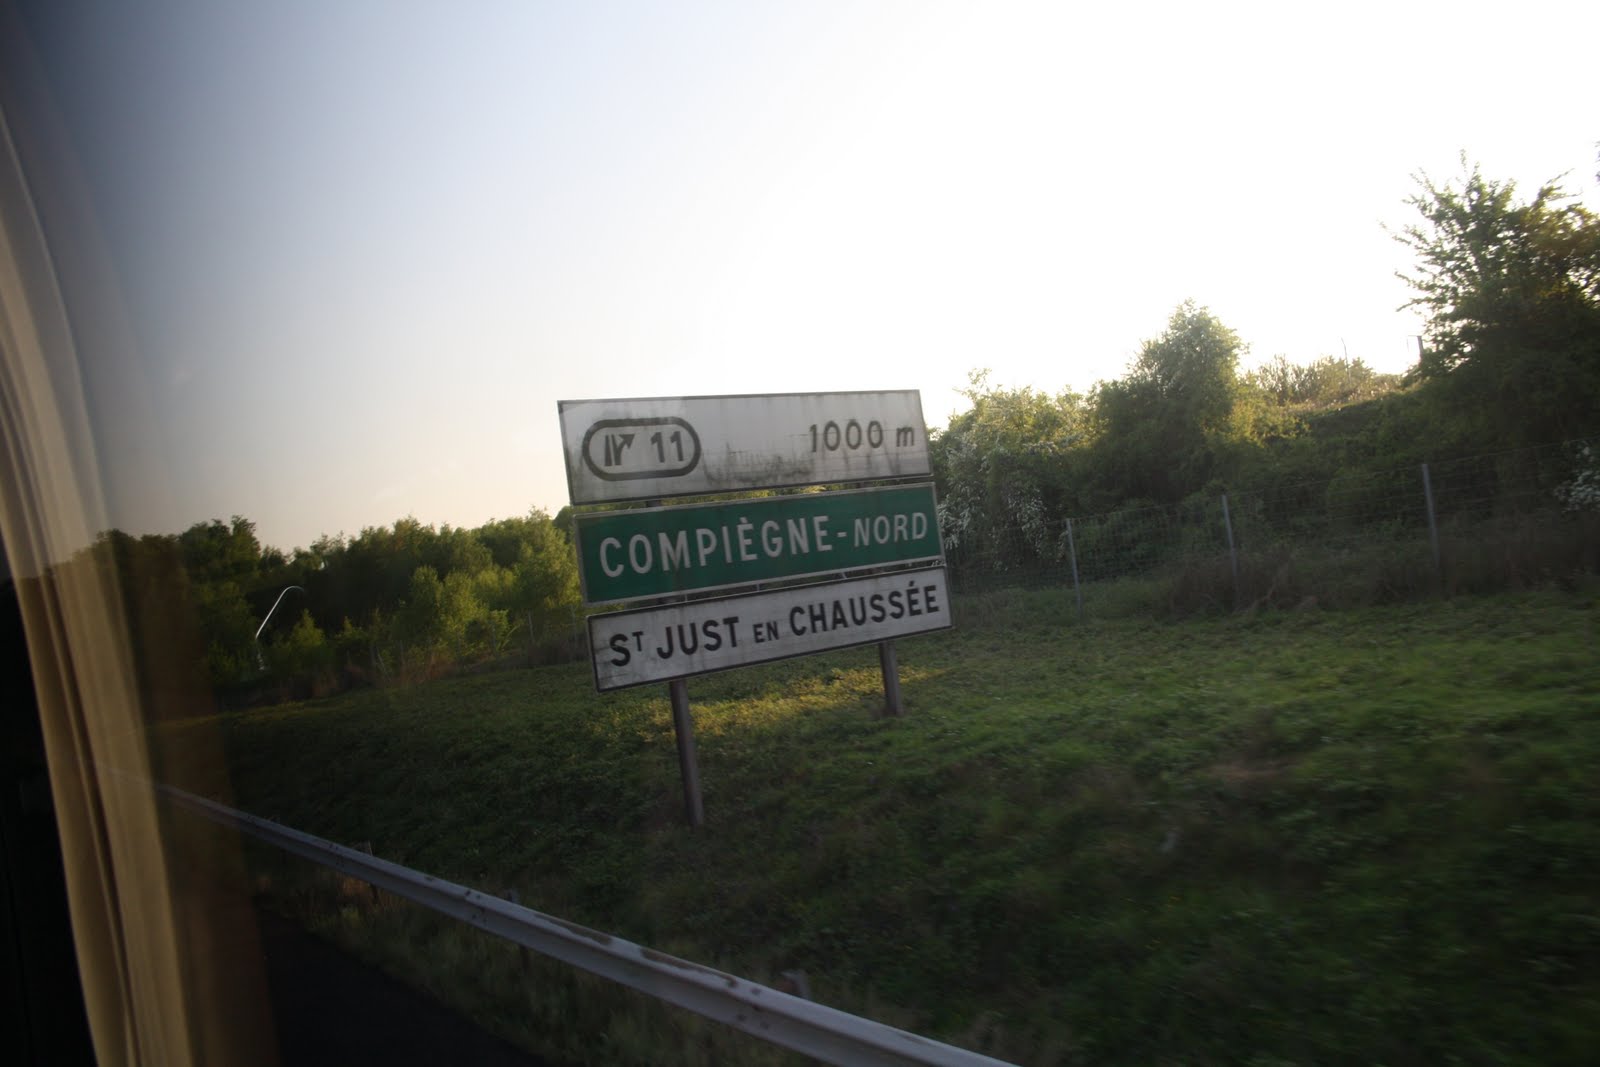 11 1000 m
COMPIÈGNE-NORD
ST JUST EN CHAUSSÉE